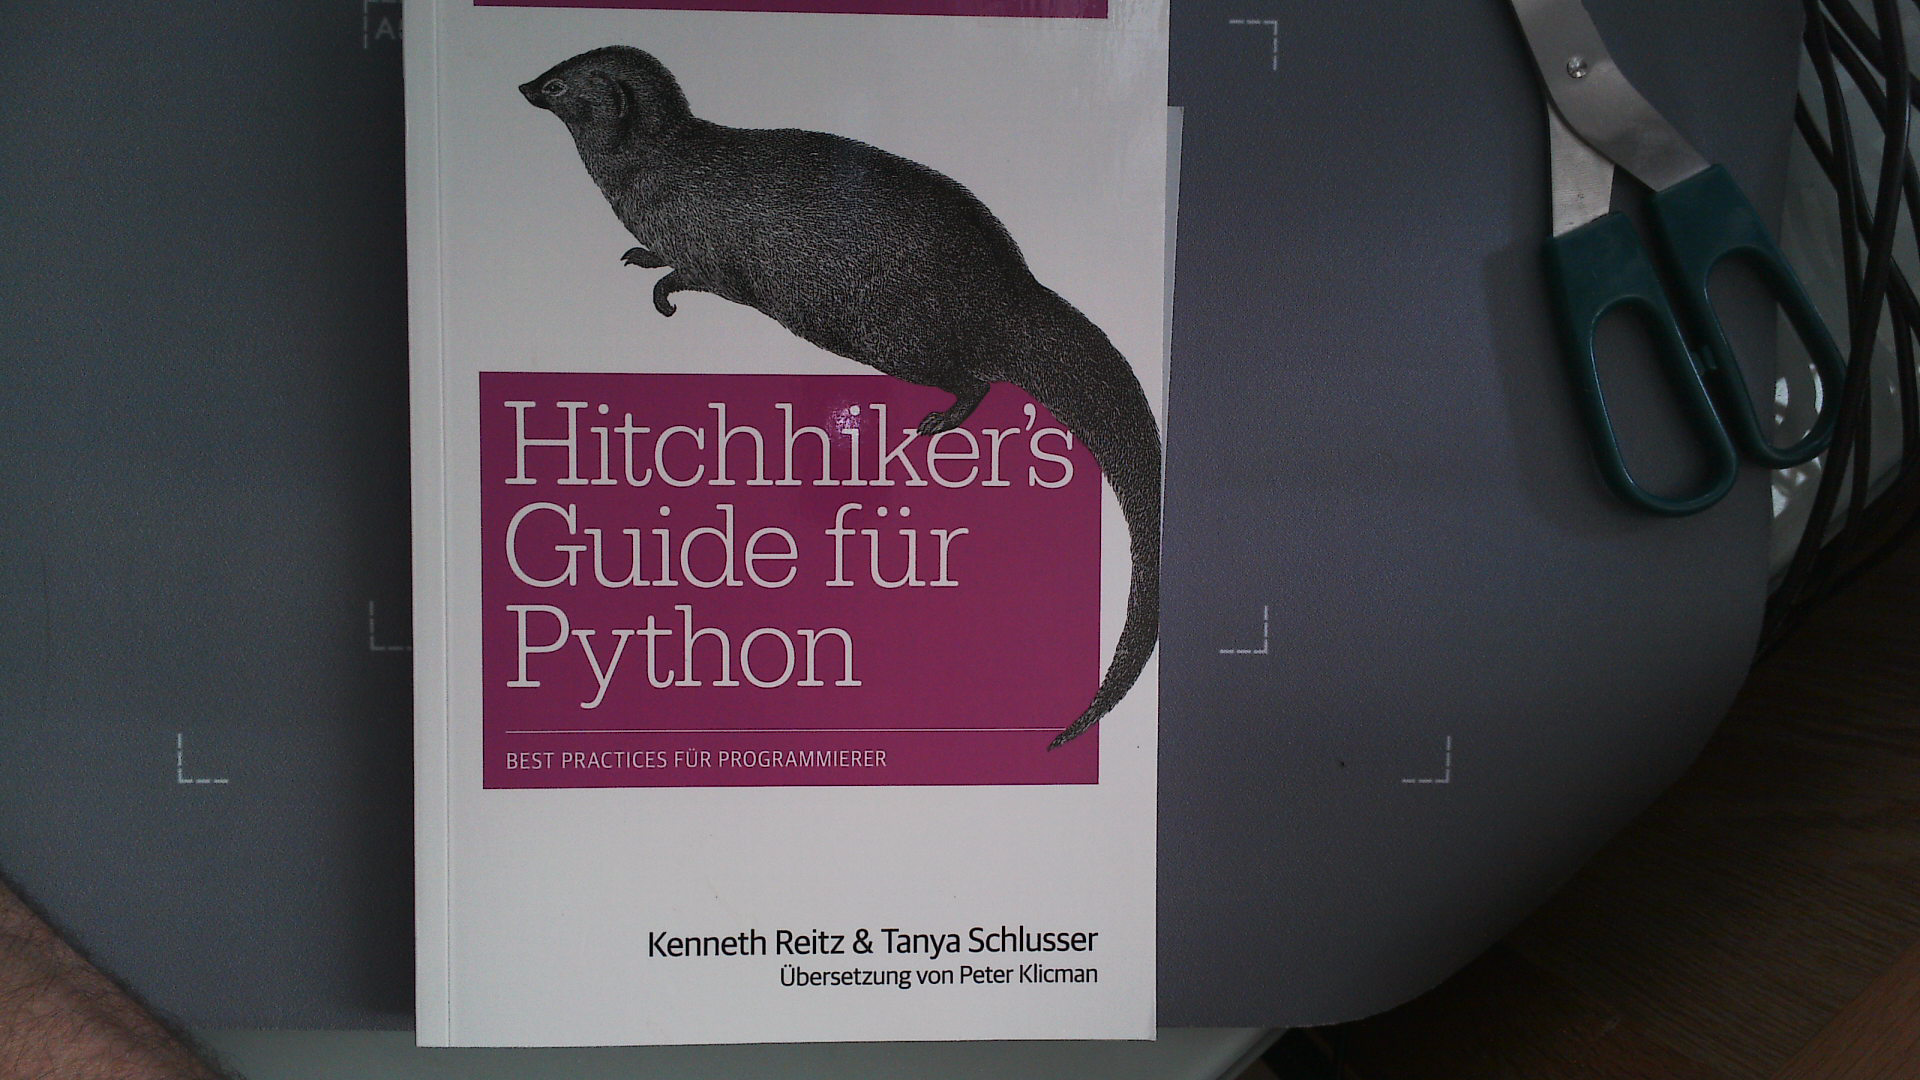 Hitchhiker's
Guide für
Python
BEST PRACTICES FÜR PROGRAMMIERER
Kenneth Reitz & Tanya Schlusser
Übersetzung von Peter Klicman